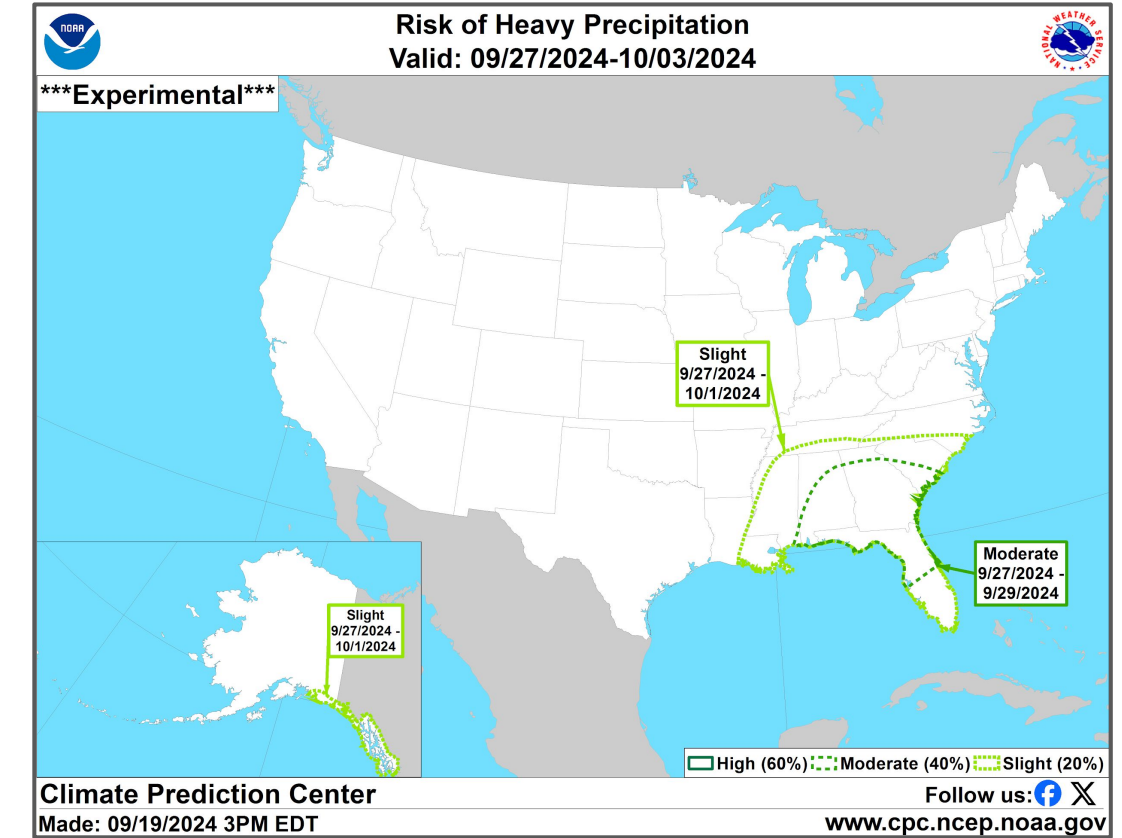 NOAA
Risk of Heavy Precipitation
Valid: 09/27/2024-10/03/2024
NATIONAL WEATHER SERVICE
***Experimental***
Slight
9/27/2024 -
10/1/2024
Moderate
9/27/2024 -
9/29/2024
Slight
9/27/2024 -
10/1/2024
High (60%) Moderate (40%) Slight (20%)
Climate Prediction Center
Follow us:
Made: 09/19/2024 3PM EDT
www.cpc.ncep.noaa.gov